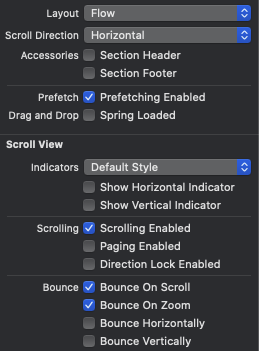 Layout Flow
Scroll Direction Horizontal
Accessories Section Header
Section Footer
Prefetch Prefetching Enabled
Drag and Drop Spring Loaded
Scroll View
Indicators Default Style
Show Horizontal Indicator
Show Vertical Indicator
Scrolling Scrolling Enabled
Paging Enabled
Direction Lock Enabled
Bounce Bounce On Scroll
Bounce On Zoom
Bounce Horizontally
Bounce Vertically